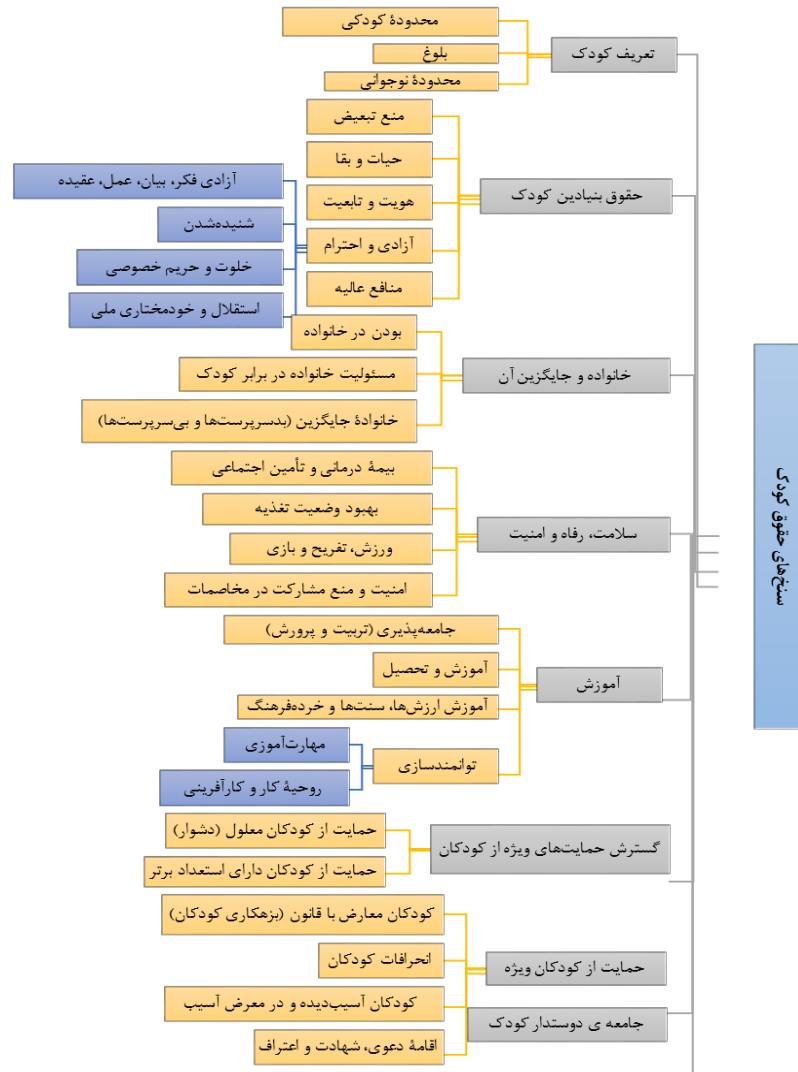 سنخ‌های حقوق کودک
تعریف کودک
محدودهٔ کودکی
بلوغ
محدودهٔ نوجوانی
حقوق بنیادین کودک
منع تبعیض
حیات و بقا
هویت و تابعیت
آزادی و احترام
آزادی فکر، بیان، عمل، عقیده
شنیده‌شدن
خلوت و حریم خصوصی
استقلال و خودمختاری ملی
منافع عالیه
خانواده و جایگزین آن
بودن در خانواده
مسئولیت خانواده در برابر کودک
خانوادهٔ جایگزین (بدسرپرست‌ها و بی‌سرپرست‌ها)
سلامت، رفاه و امنیت
بیمهٔ درمانی و تأمین اجتماعی
بهبود وضعیت تغذیه
ورزش، تفریح و بازی
امنیت و منع مشارکت در مخاصمات
آموزش
جامعه‌پذیری (تربیت و پرورش)
آموزش و تحصیل
آموزش ارزش‌ها، سنت‌ها و خرده‌فرهنگ
توانمندسازی
مهارت‌آموزی
روحیهٔ کار و کارآفرینی
گسترش حمایت‌های ویژه از کودکان
حمایت از کودکان معلول (دشوار)
حمایت از کودکان دارای استعداد برتر
حمایت از کودکان ویژه
کودکان معارض با قانون (بزهکاری کودکان)
انحرافات کودکان
کودکان آسیب‌دیده و در معرض آسیب
اقامهٔ دعوی، شهادت و اعتراف
جامعه ی دوستدار کودک